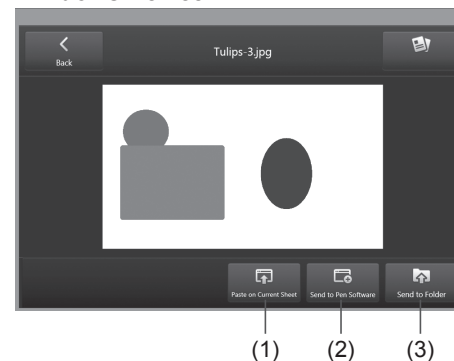 Tulips-3.jpg
Back
Paste on Current Sheet Send to Pen Software Send to Folder
(1) (2) (3)